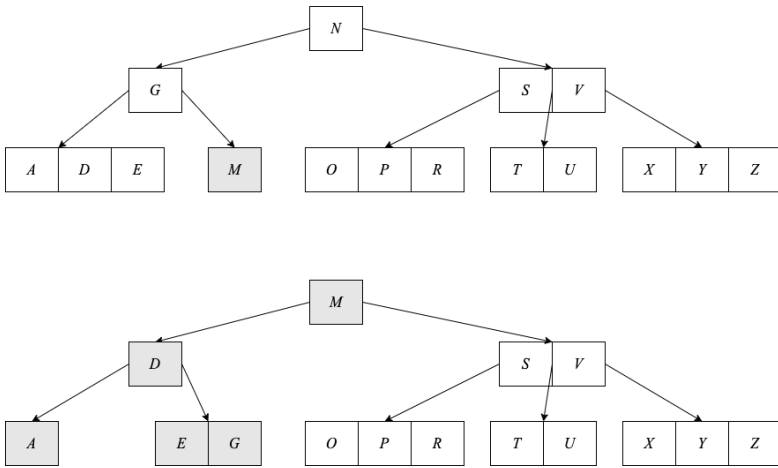 N
G S V
A D E M O P R T U X Y Z
M
D S V
A E G O P R T U X Y Z